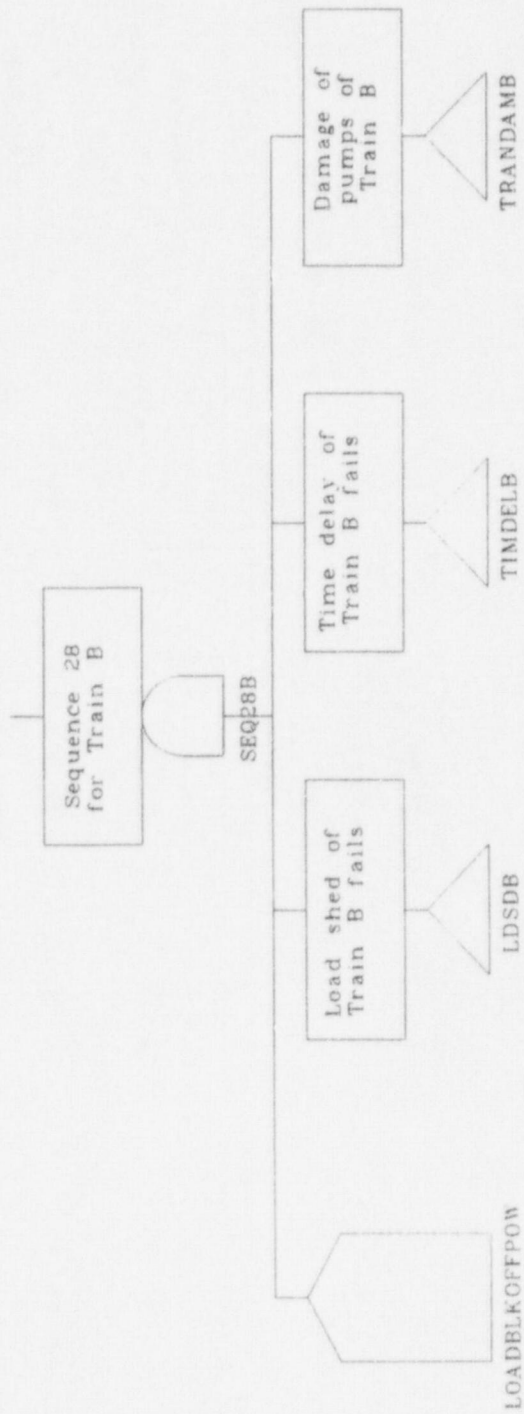 Sequence 28
for Train B
SEQ28B
Load shed of
Train B fails
Time delay of
Train B fails
Damage of
pumps of
Train B
LOADBLKOFFPOW
LDSDB
TIMDELB
TRANDAMB